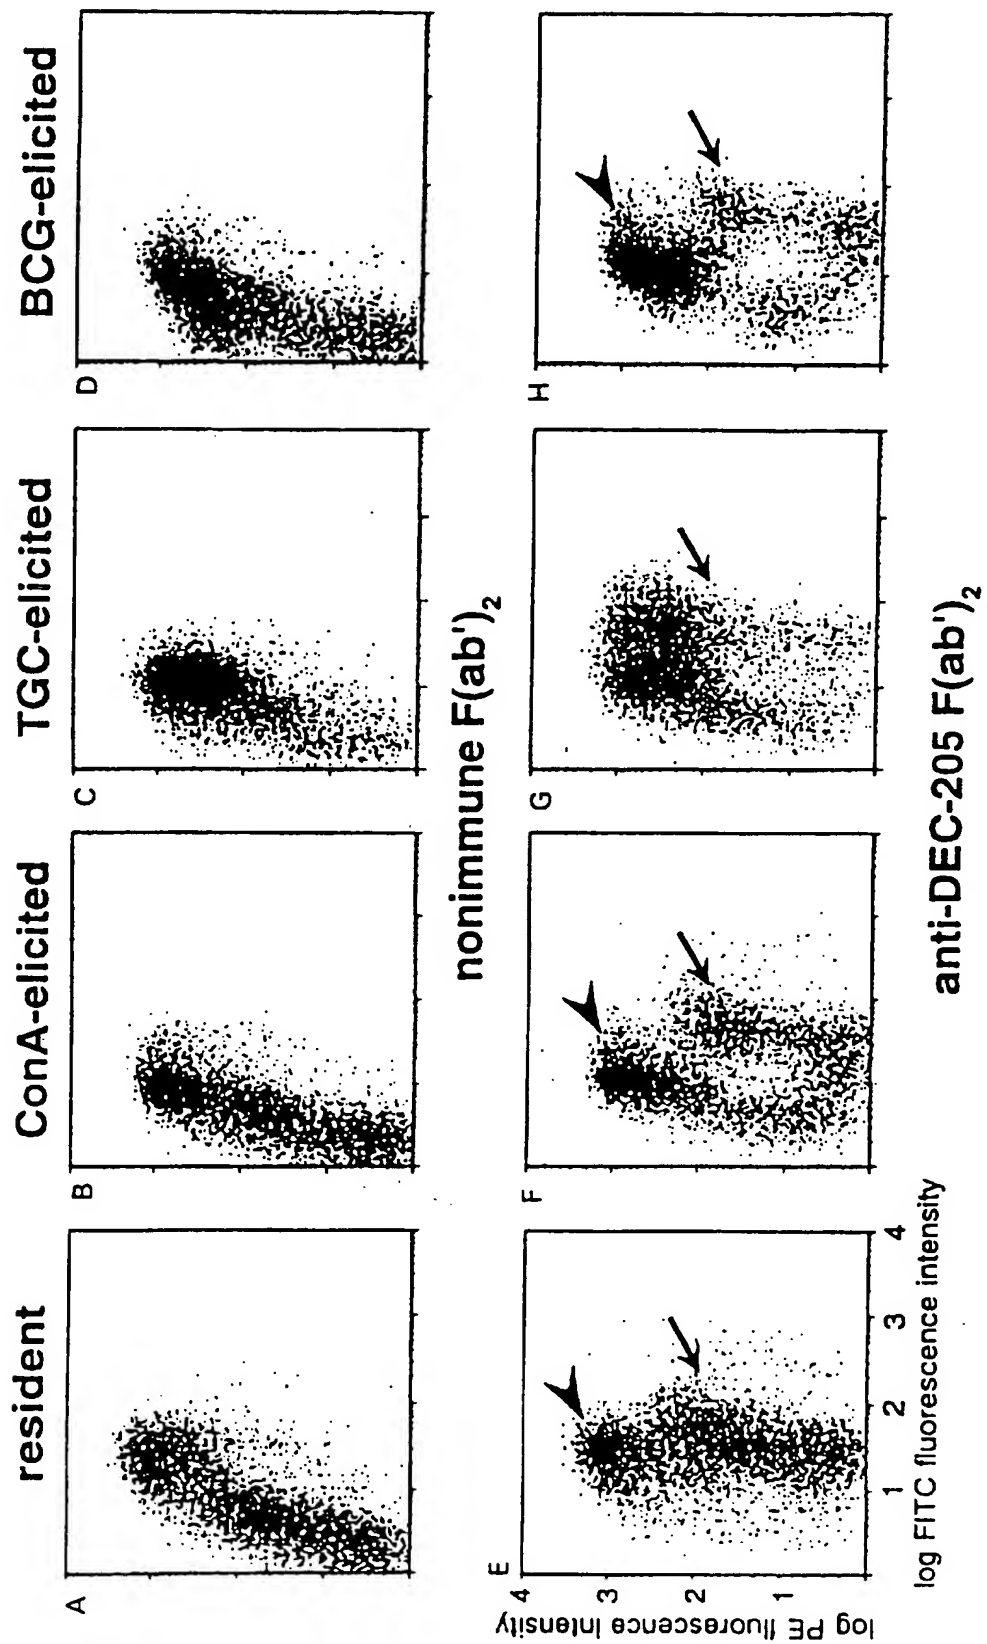 resident
ConA-elicited
TGC-elicited
BCG-elicited
A
B
C
D
nonimmune F(ab')2
E
F
G
H
4
3
2
1
log PE fluorescence Intensity
1
2
3
4
log FITC fluorescence intensity
anti-DEC-205 F(ab')2